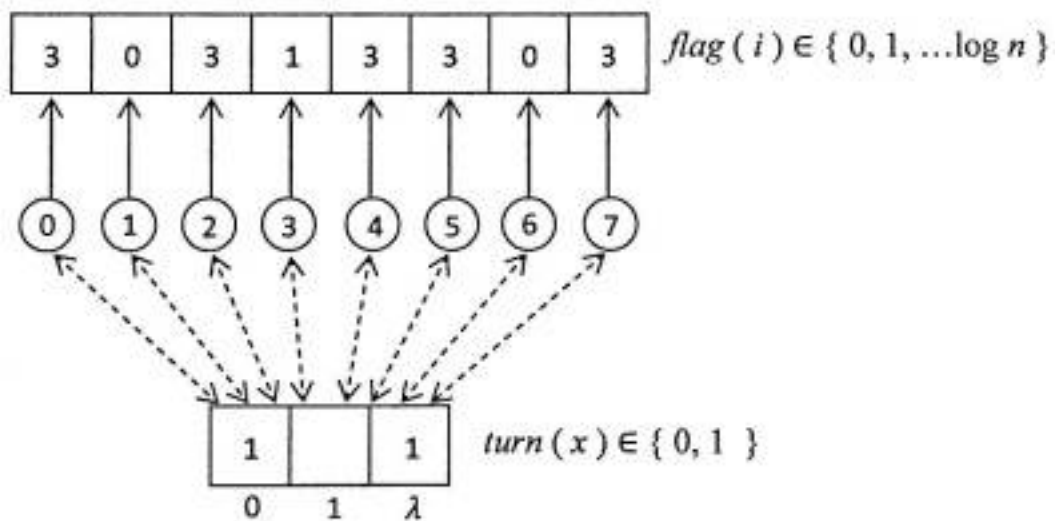 3 0 3 1 3 3 0 3 flag ( i ) ∈ { 0, 1, ...log n }
0 1 2 3 4 5 6 7
1 1 turn ( x ) ∈ { 0, 1 }
0 1 λ